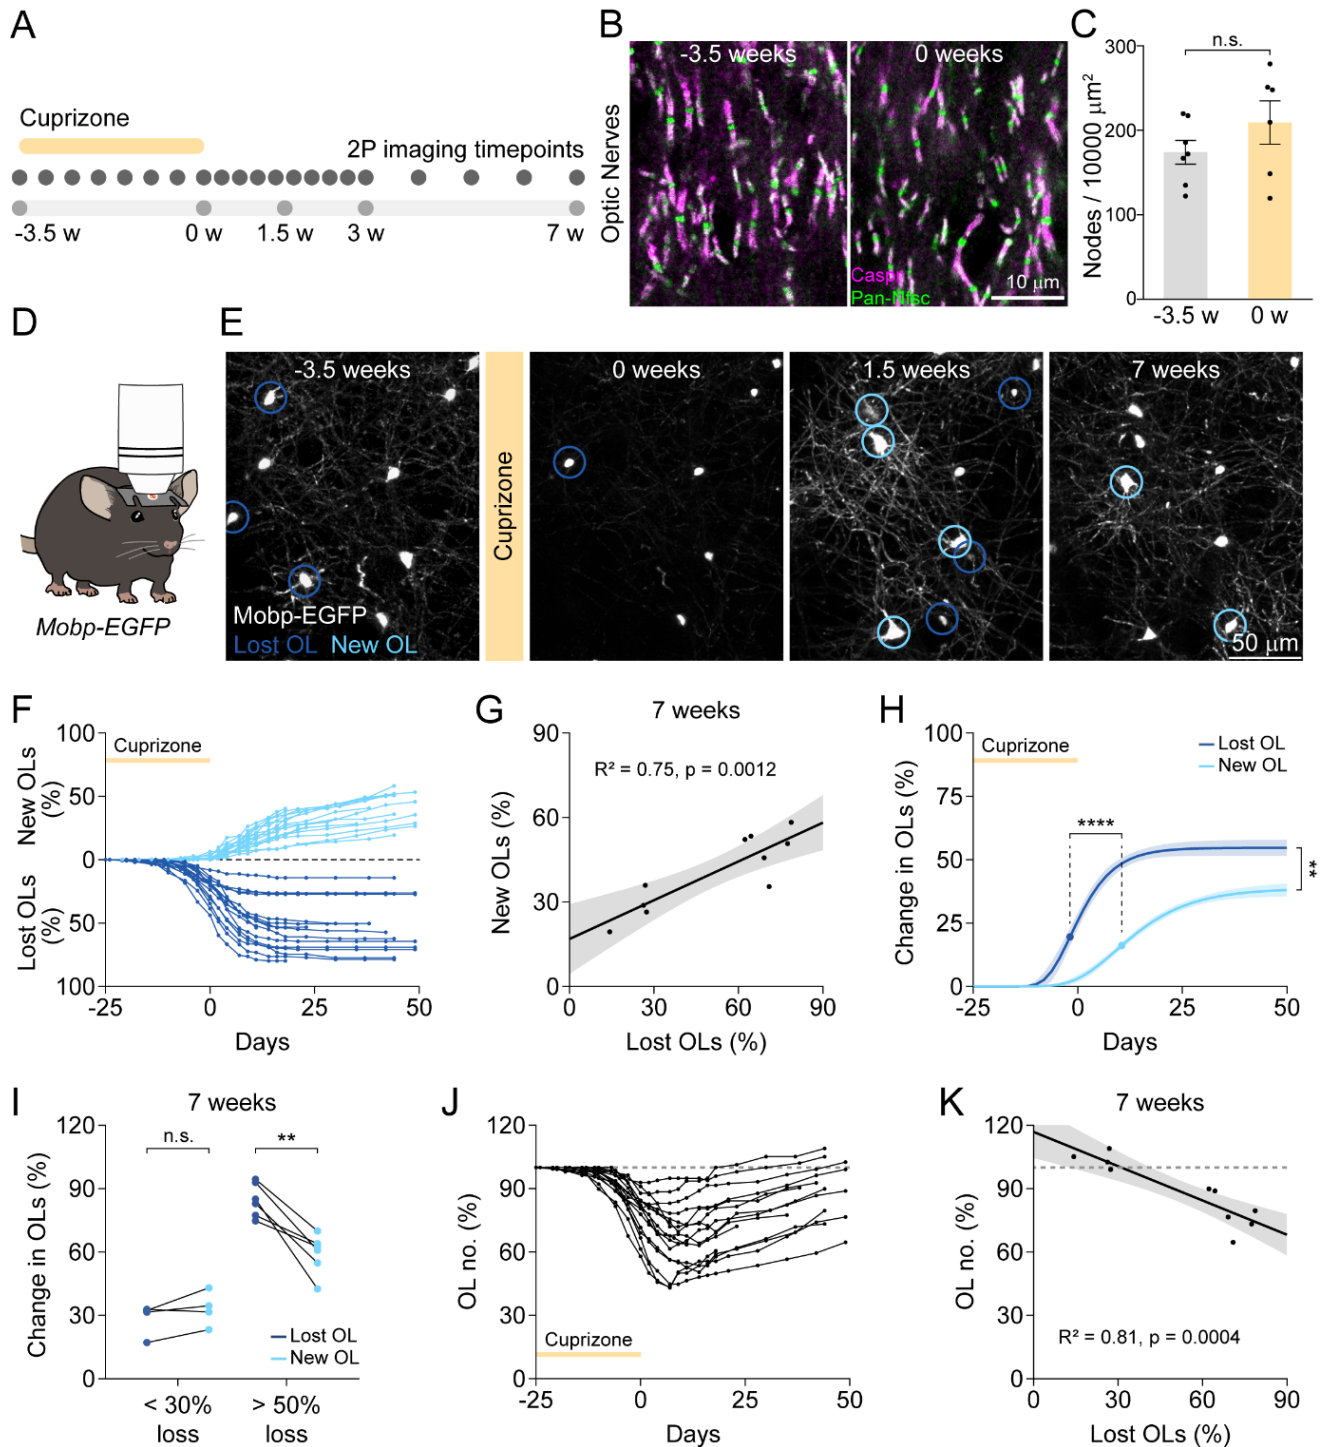 A
Cuprizone
2P imaging timepoints
-3.5 w
0 w
1.5 w
3 w
7 w
B
Optic Nerves
-3.5 weeks
0 weeks
Caspr
Pan-Nfsc
10 μm
C
n.s.
Nodes / 10000 μm²
300
200
100
0
-3.5 w
0 w
D
Mobp-EGFP
E
-3.5 weeks
Mobp-EGFP
Lost OL New OL
Cuprizone
0 weeks
1.5 weeks
7 weeks
50 μm
F
New OLs (%)
Lost OLs (%)
100
50
0
50
100
Cuprizone
-25
0
25
50
Days
G
7 weeks
R² = 0.75, p = 0.0012
New OLs (%)
90
60
30
0
0
30
60
90
Lost OLs (%)
H
Cuprizone
Lost OL
New OL
****
**
Change in OLs (%)
100
75
50
25
0
-25
0
25
50
Days
I
7 weeks
n.s.
**
Change in OLs (%)
120
90
60
30
0
Lost OL
New OL
< 30% loss
> 50% loss
J
OL no. (%)
120
90
60
30
0
Cuprizone
-25
0
25
50
Days
K
7 weeks
OL no. (%)
120
100
90
60
30
0
R² = 0.81, p = 0.0004
0
30
60
90
Lost OLs (%)